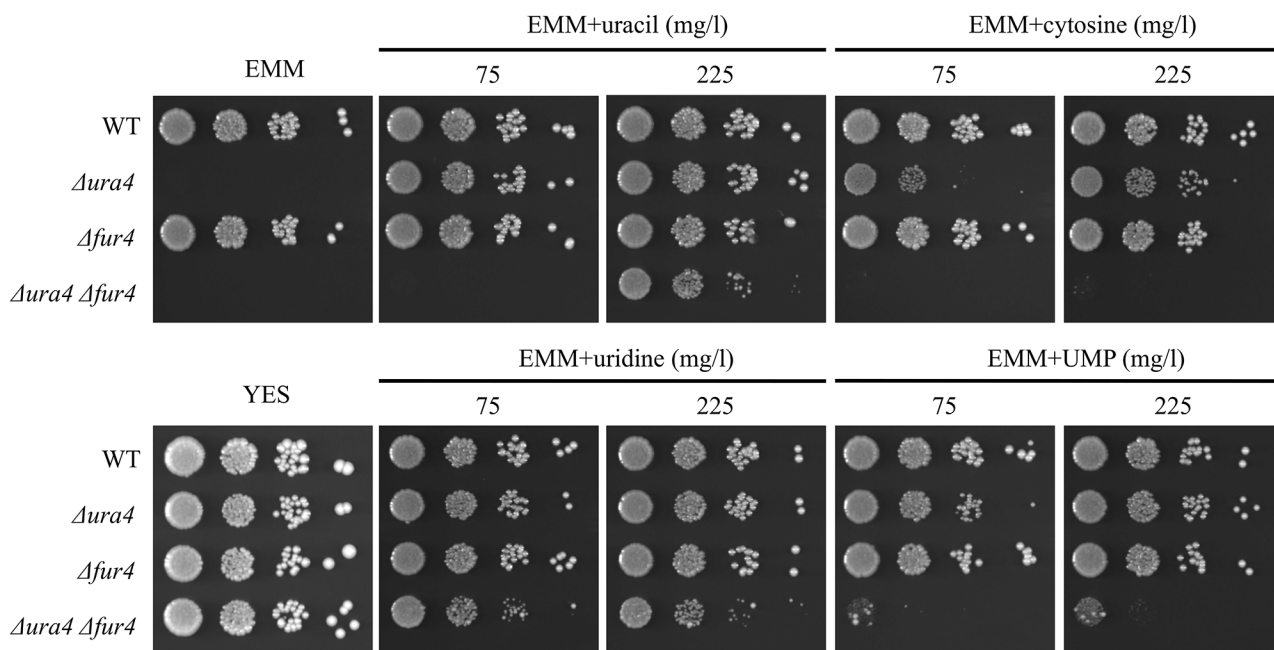 EMM+uracil (mg/l) EMM+cytosine (mg/l)
EMM 75 225 75 225
WT
Δura4
Δfur4
Δura4 Δfur4
EMM+uridine (mg/l) EMM+UMP (mg/l)
YES 75 225 75 225
WT
Δura4
Δfur4
Δura4 Δfur4